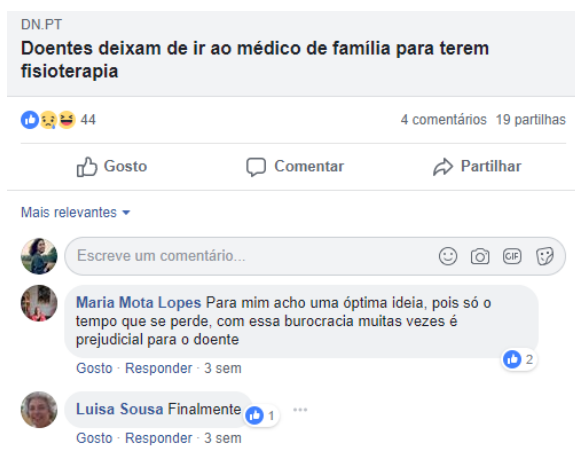 DN.PT
Doentes deixam de ir ao médico de família para terem
fisioterapia
44
4 comentários 19 partilhas
Gosto Comentar Partilhar
Mais relevantes
Escreve um comentário...
GIF
Maria Mota Lopes Para mim acho uma óptima ideia, pois só o
tempo que se perde, com essa burocracia muitas vezes é
prejudicial para o doente
2
Gosto · Responder · 3 sem
Luisa Sousa Finalmente
1
Gosto · Responder · 3 sem